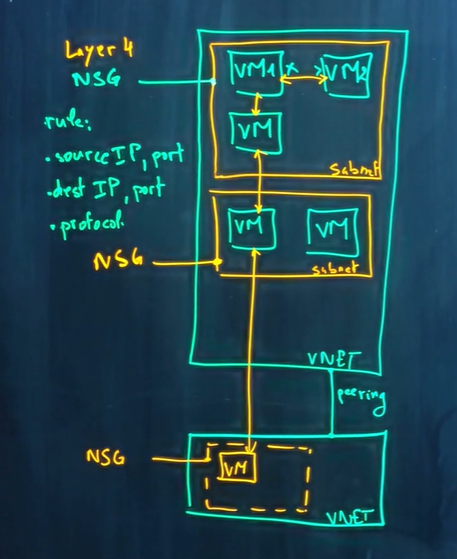 Layer 4
NSG
rule:
• source IP, port
• dest IP, port
• protocol
VM1 x VM2
VM
Subnet
VM VM
NSG
subnet
VNET
peering
NSG
VM
VNET